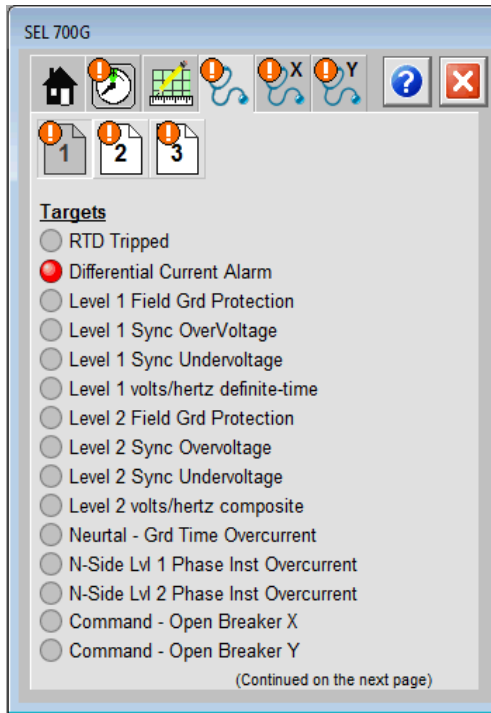 SEL 700G
X
Y
?
1
2
3
Targets
RTD Tripped
Differential Current Alarm
Level 1 Field Grd Protection
Level 1 Sync OverVoltage
Level 1 Sync Undervoltage
Level 1 volts/hertz definite-time
Level 2 Field Grd Protection
Level 2 Sync Overvoltage
Level 2 Sync Undervoltage
Level 2 volts/hertz composite
Neurtal - Grd Time Overcurrent
N-Side Lvl 1 Phase Inst Overcurrent
N-Side Lvl 2 Phase Inst Overcurrent
Command - Open Breaker X
Command - Open Breaker Y
(Continued on the next page)